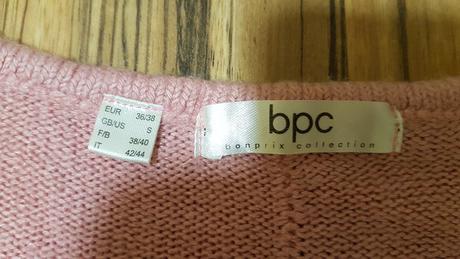 EUR 36/38
GB/US S
F/B 38/40
IT 42/44
bpc
bonprix collection